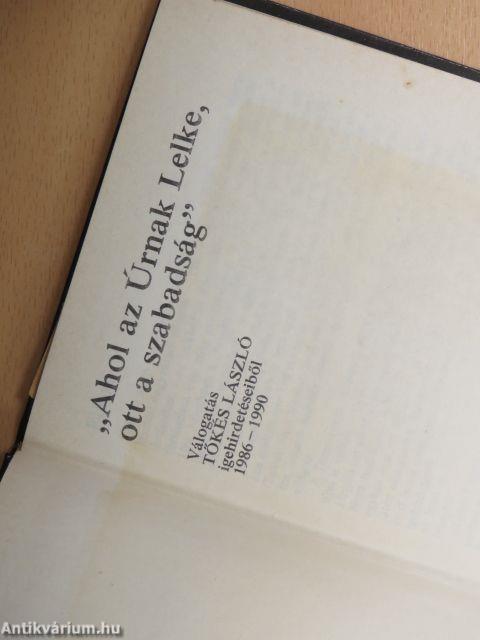 „Ahol az Úrnak Lelke,
ott a szabadság”
Válogatás
TŐKÉS LÁSZLÓ
igehirdetéseiből
1986–1990
Antikvárium.hu